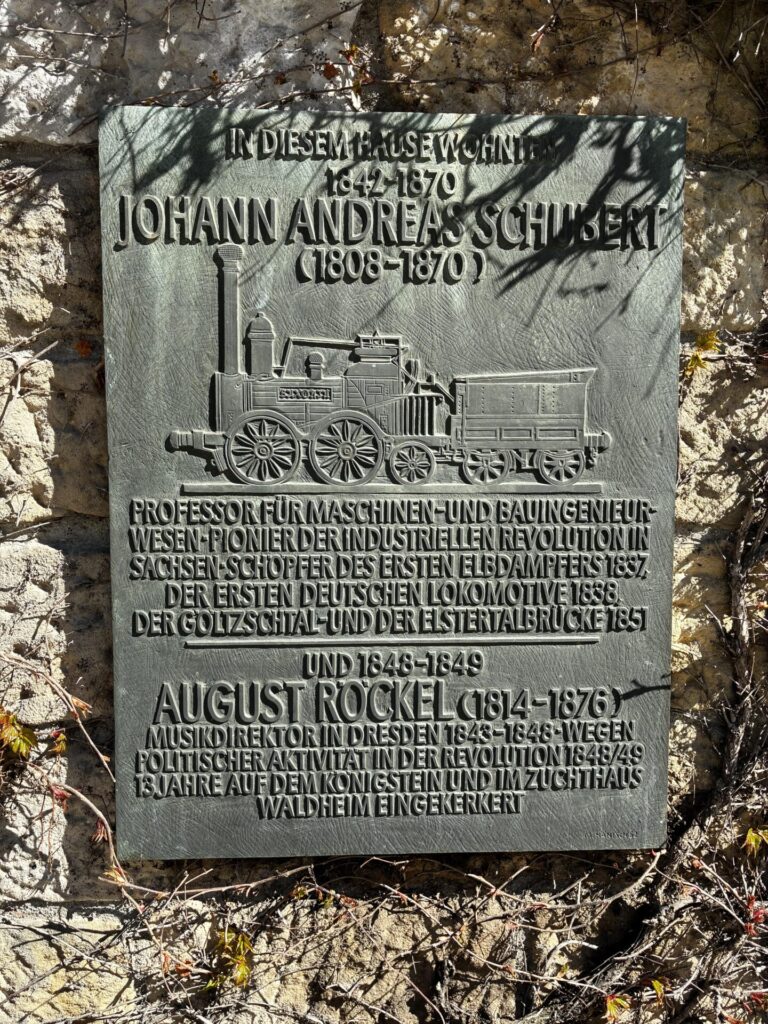 IN DIESEM HAUSE WOHNTEN
1842-1870
JOHANN ANDREAS SCHUBERT
(1808-1870)
SAXONIA
PROFESSOR FÜR MASCHINEN-UND BAUINGENIEUR-
WESEN-PIONIER DER INDUSTRIELLEN REVOLUTION IN
SACHSEN-SCHÖPFER DES ERSTEN ELBDAMPFERS 1837,
DER ERSTEN DEUTSCHEN LOKOMOTIVE 1838,
DER GÖLTZSCHTAL-UND DER ELSTERTALBRÜCKE 1851
UND 1848-1849
AUGUST RÖCKEL (1814-1876)
MUSIKDIREKTOR IN DRESDEN 1843-1848-WEGEN
POLITISCHER AKTIVITÄT IN DER REVOLUTION 1848/49
13 JAHRE AUF DEM KÖNIGSTEIN UND IM ZUCHTHAUS
WALDHEIM EINGEKERKERT